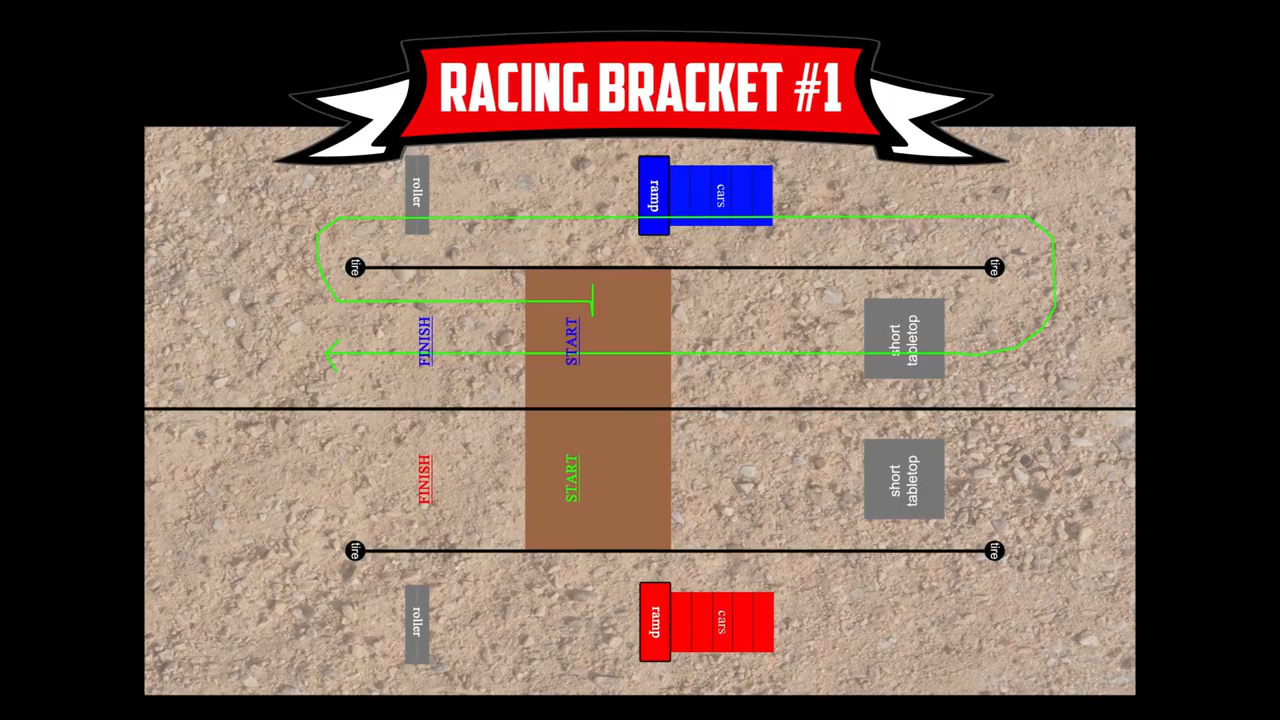 RACING BRACKET #1
roller
ramp
cars
tire
tire
FINISH
START
short
tabletop
FINISH
START
short
tabletop
tire
tire
roller
ramp
cars